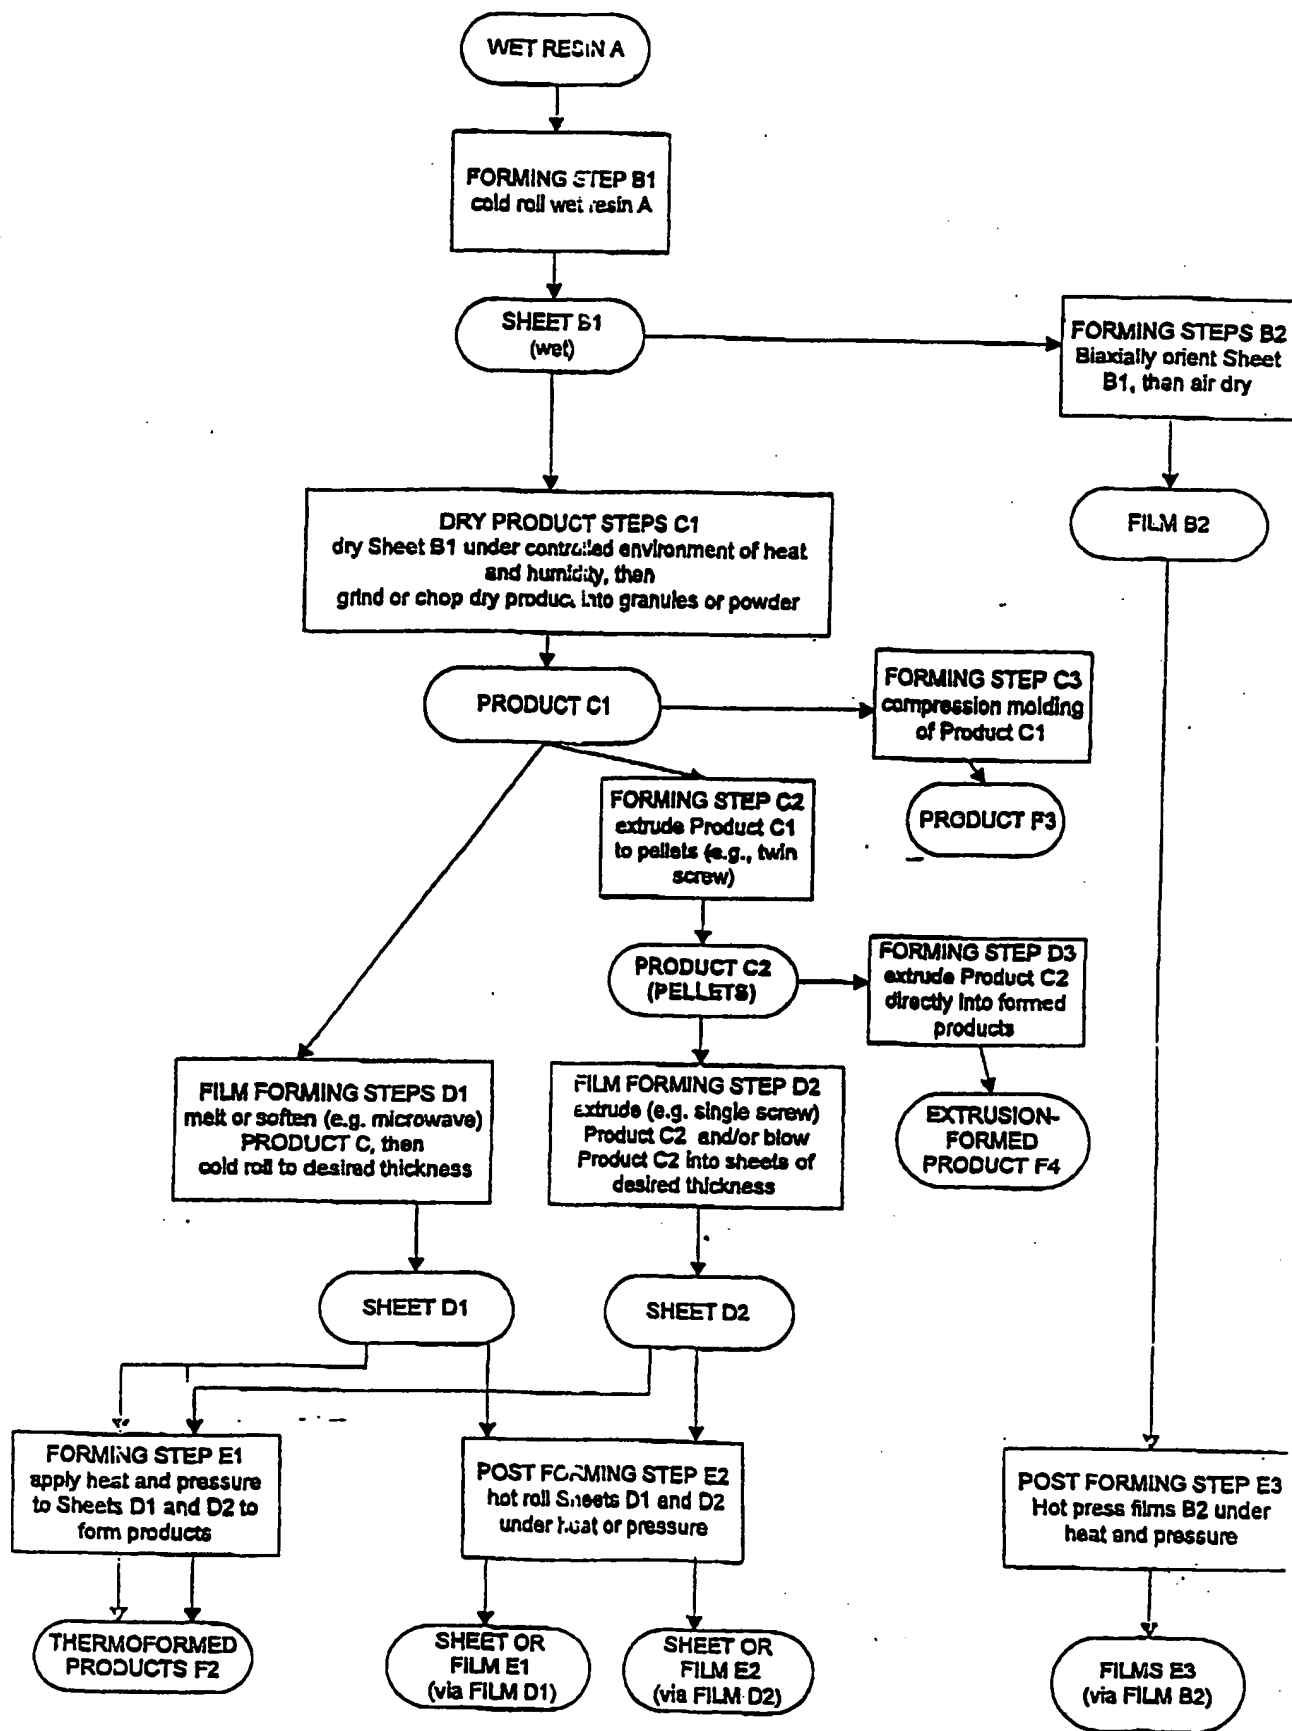 WET RESIN A
FORMING STEP B1
cold roll wet resin A
SHEET B1
(wet)
FORMING STEPS B2
Biaxially orient Sheet
B1, then air dry
DRY PRODUCT STEPS C1
dry Sheet B1 under controlled environment of heat
and humidity, then
grind or chop dry product into granules or powder
FILM B2
PRODUCT C1
FORMING STEP C3
compression molding
of Product C1
FORMING STEP C2
extrude Product C1
to pellets (e.g., twin
screw)
PRODUCT F3
PRODUCT C2
(PELLETS)
FORMING STEP D3
extrude Product C2
directly into formed
products
FILM FORMING STEPS D1
melt or soften (e.g. microwave)
PRODUCT C, then
cold roll to desired thickness
FILM FORMING STEP D2
extrude (e.g. single screw)
Product C2 and/or blow
Product C2 into sheets of
desired thickness
EXTRUSION-
FORMED
PRODUCT F4
SHEET D1
SHEET D2
FORMING STEP E1
apply heat and pressure
to Sheets D1 and D2 to
form products
POST FORMING STEP E2
hot roll Sheets D1 and D2
under heat or pressure
POST FORMING STEP E3
Hot press films B2 under
heat and pressure
THERMOFORMED
PRODUCTS F2
SHEET OR
FILM E1
(via FILM D1)
SHEET OR
FILM E2
(via FILM D2)
FILMS E3
(via FILM B2)